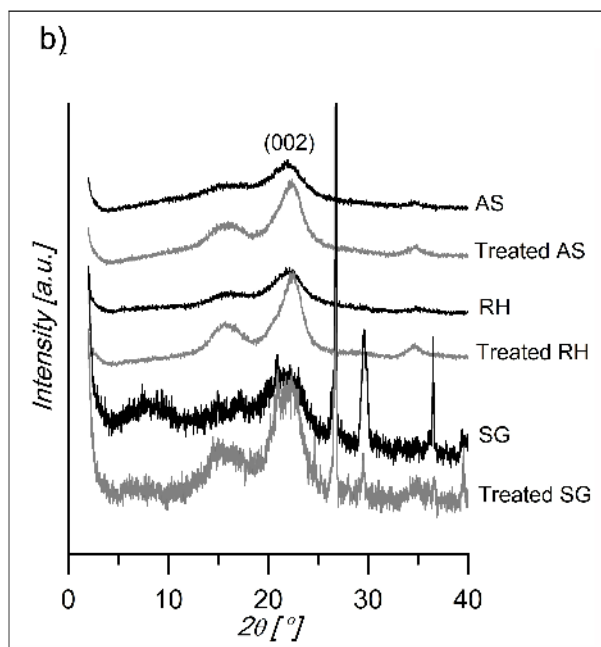 b)
(002)
AS
Treated AS
RH
Treated RH
SG
Treated SG
Intensity [a.u.]
0 10 20 30 40
2θ [°]